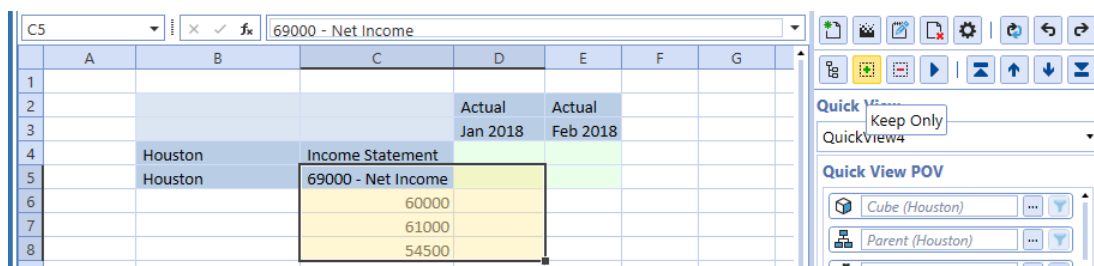 C5 fx 69000 - Net Income
A B C D E F G
1
2 Actual Actual
3 Jan 2018 Feb 2018
4 Houston Income Statement
5 Houston 69000 - Net Income
6 60000
7 61000
8 54500
Quick View
Keep Only
QuickView4
Quick View POV
Cube (Houston) ...
Parent (Houston) ...